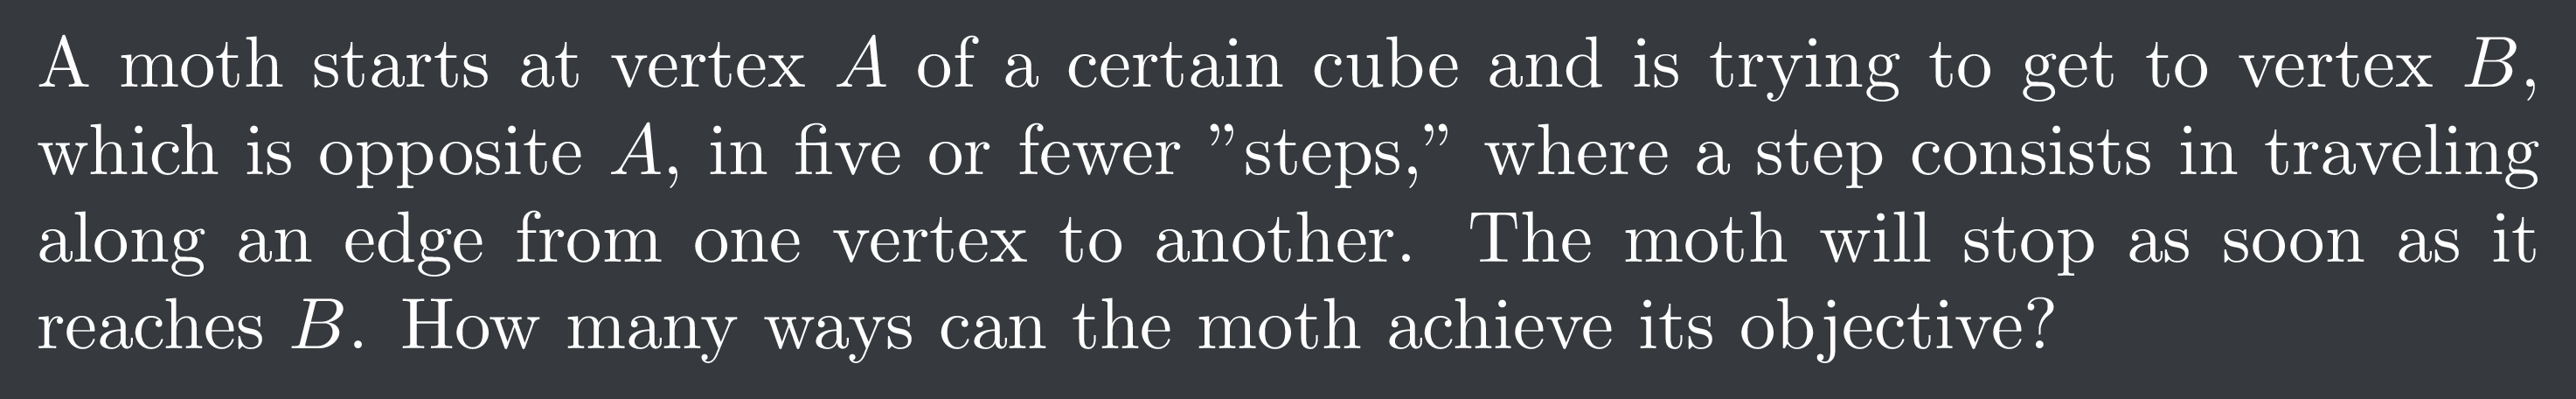 A moth starts at vertex A of a certain cube and is trying to get to vertex B,
which is opposite A, in five or fewer ”steps,” where a step consists in traveling
along an edge from one vertex to another. The moth will stop as soon as it
reaches B. How many ways can the moth achieve its objective?